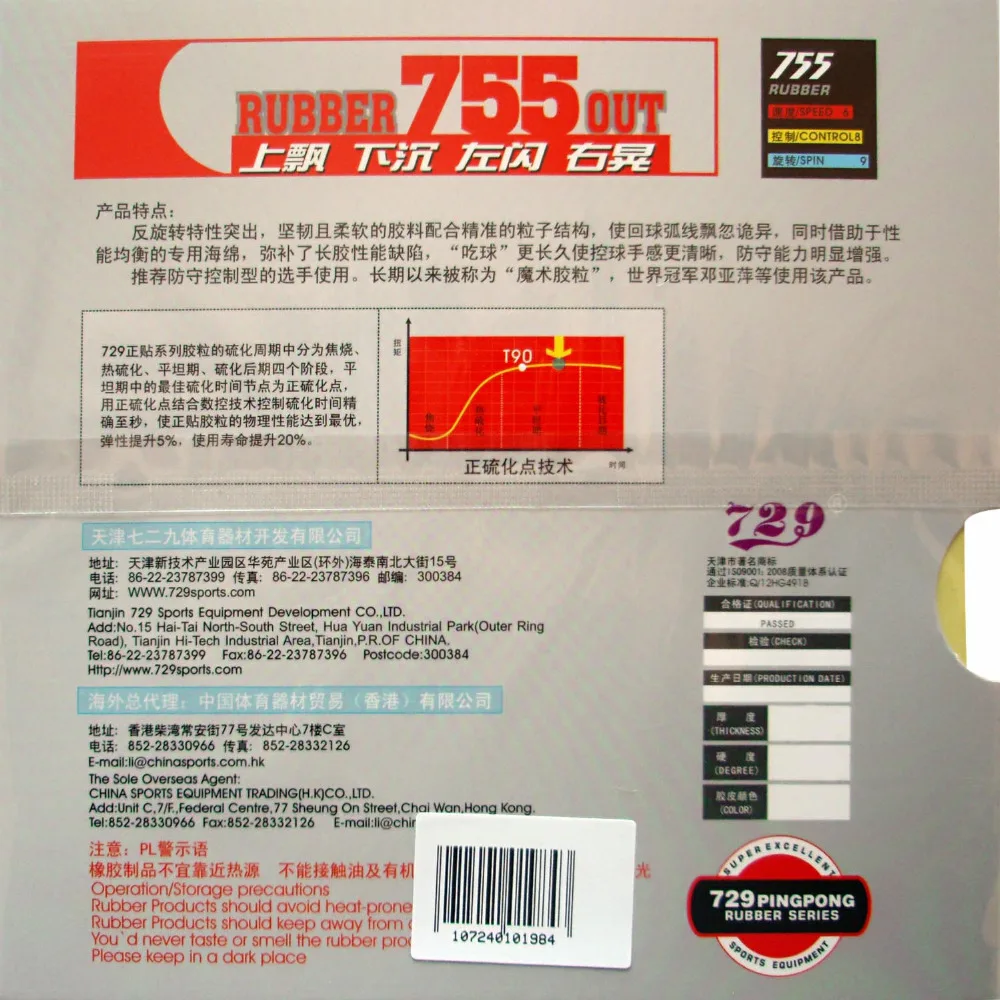 RUBBER 755 OUT
上飘 下沉 左闪 右晃
755
RUBBER
速度/SPEED 6
控制/CONTROL8
旋转/SPIN 9
产品特点：
反旋转特性突出，坚韧且柔软的胶料配合精准的粒子结构，使回球弧线飘忽诡异，同时借助于性
能均衡的专用海绵，弥补了长胶性能缺陷，“吃球”更长久使控球手感更清晰，防守能力明显增强。
推荐防守控制型的选手使用。长期以来被称为“魔术胶粒”，世界冠军邓亚萍等使用该产品。
729正贴系列胶粒的硫化周期中分为焦烧、
热硫化、平坦期、硫化后期四个阶段，平
坦期中的最佳硫化时间节点为正硫化点，
用正硫化点结合数控技术控制硫化时间精
确至秒，使正贴胶粒的物理性能达到最优，
弹性提升5%，使用寿命提升20%。
扭矩
T90
焦烧
热硫化
平坦期
硫化后期
正硫化点技术
时间
天津七二九体育器材开发有限公司
地址：天津新技术产业园区华苑产业区(环外)海泰南北大街15号
电话：86-22-23787399 传真：86-22-23787396 邮编：300384
网址：WWW.729sports.com
Tianjin 729 Sports Equipment Development CO.,LTD.
Add:No.15 Hai-Tai North-South Street, Hua Yuan Industrial Park(Outer Ring
Road), Tianjin Hi-Tech Industrial Area,Tianjin,P.R.OF CHINA.
Tel:86-22-23787399 Fax:86-22-23787396 Postcode:300384
Http://www.729sports.com
海外总代理：中国体育器材贸易（香港）有限公司
地址：香港柴湾常安街77号发达中心7楼C室
电话：852-28330966 传真：852-28332126
E-mail:li@chinasports.com.hk
The Sole Overseas Agent:
CHINA SPORTS EQUIPMENT TRADING(H.K)CO.,LTD.
Add:Unit C,7/F.,Federal Centre,77 Sheung On Street,Chai Wan,Hong Kong.
Tel:852-28330966 Fax:852-28332126 E-mail:li@chin
注意：PL警示语
橡胶制品不宜靠近热源 不能接触油及有机 光
Operation/Storage precautions
Rubber Products should avoid heat-prone
Rubber Products should keep away from
You`d never taste or smell the rubber pro
Please keep in a dark place
107240101984
729®
天津市著名商标
通过ISO9001：2008质量体系认证
企业标准:Q/12HG4918
合格证(QUALIFICATION)
PASSED
检验(CHECK)
生产日期(PRODUCTION DATE)
厚 度
(THICKNESS)
硬 度
(DEGREE)
胶皮颜色
(COLOR)
SUPER EXCELLENT
729 PINGPONG
RUBBER SERIES
SPORTS EQUIPMENT